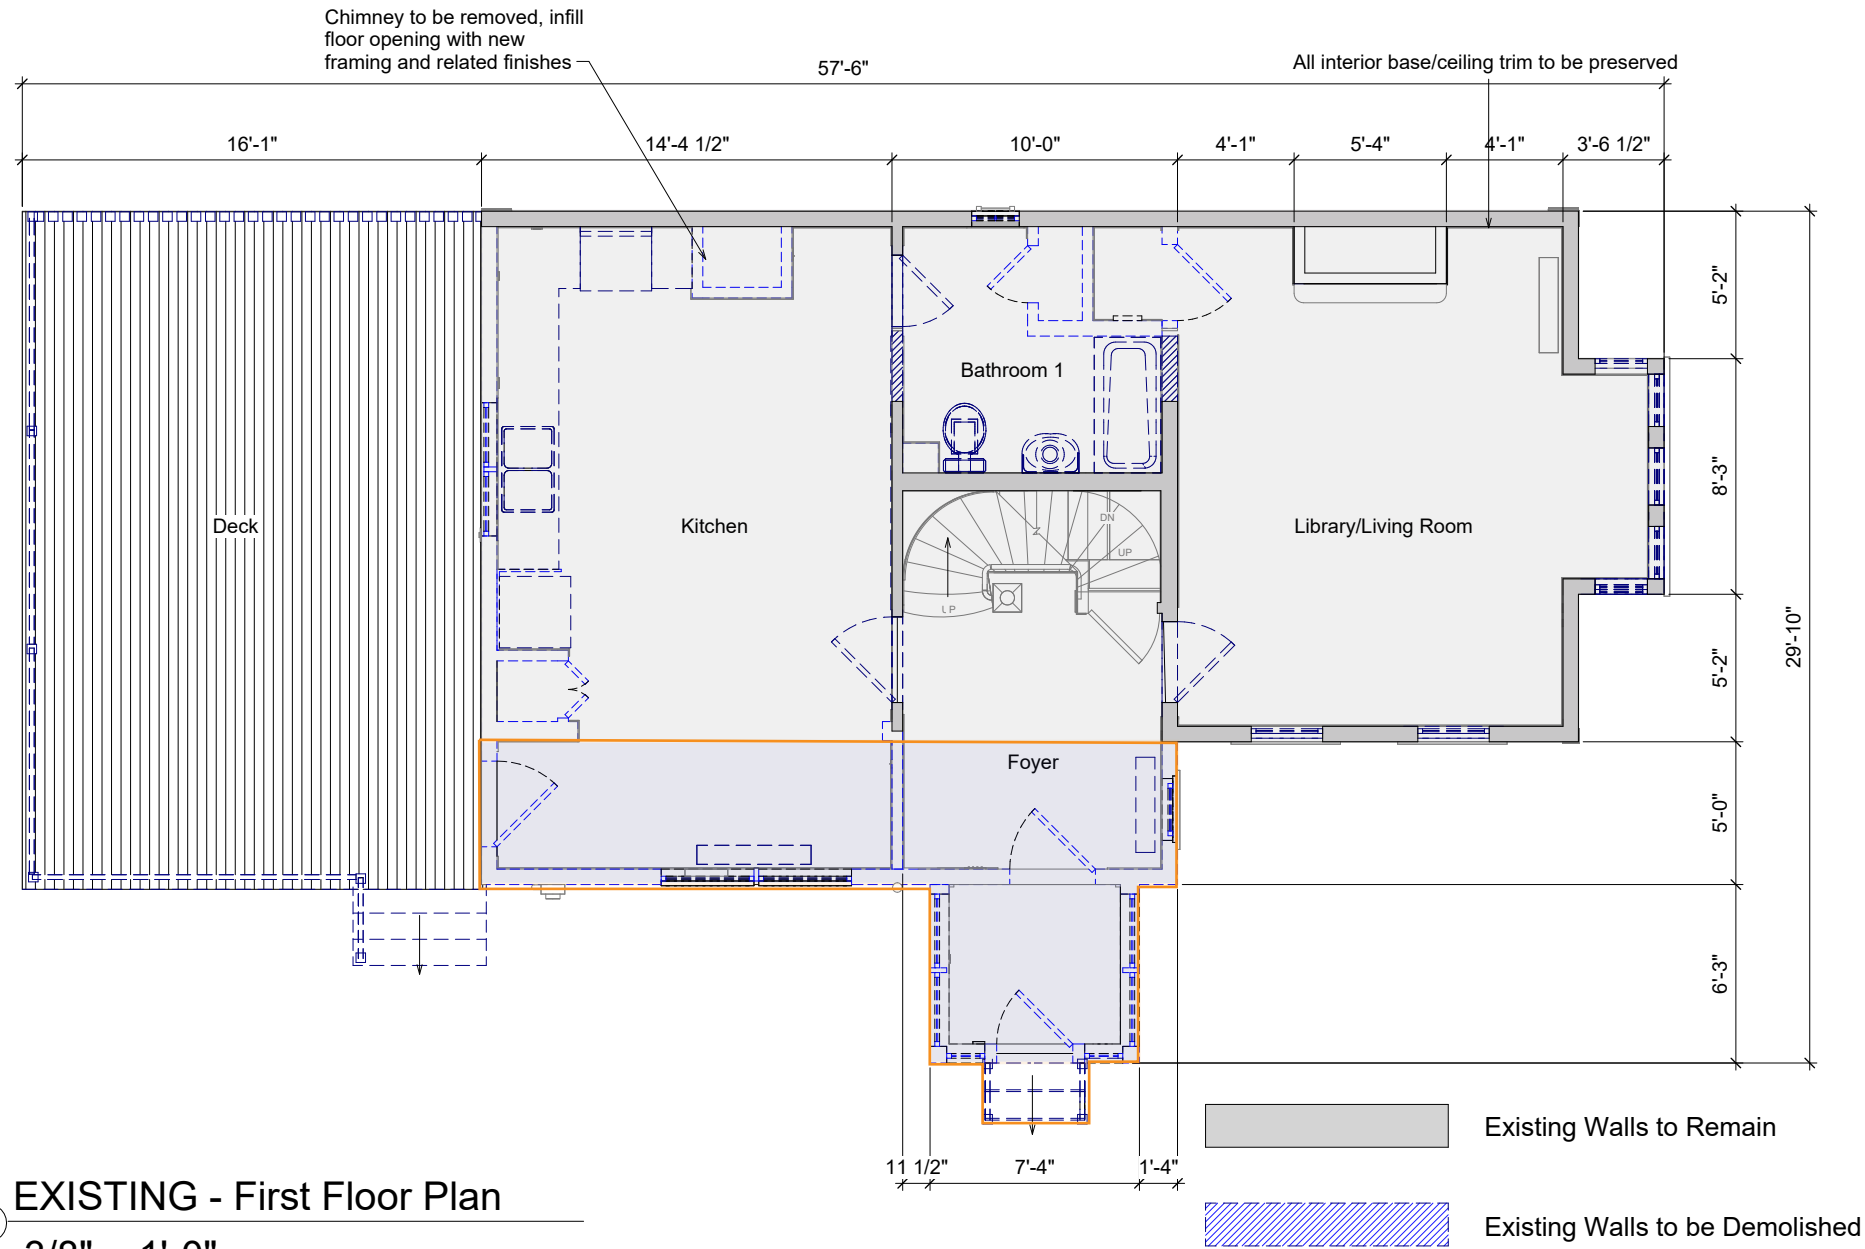 Chimney to be removed, infill
floor opening with new
framing and related finishes
57'-6"
All interior base/ceiling trim to be preserved
16'-1"
14'-4 1/2"
10'-0"
4'-1"
5'-4"
4'-1"
3'-6 1/2"
5'-2"
Bathroom 1
8'-3"
Deck
Kitchen
DN
UP
Library/Living Room
UP
5'-2"
29'-10"
Foyer
5'-0"
6'-3"
11 1/2"
7'-4"
1'-4"
Existing Walls to Remain
EXISTING - First Floor Plan
Existing Walls to be Demolished